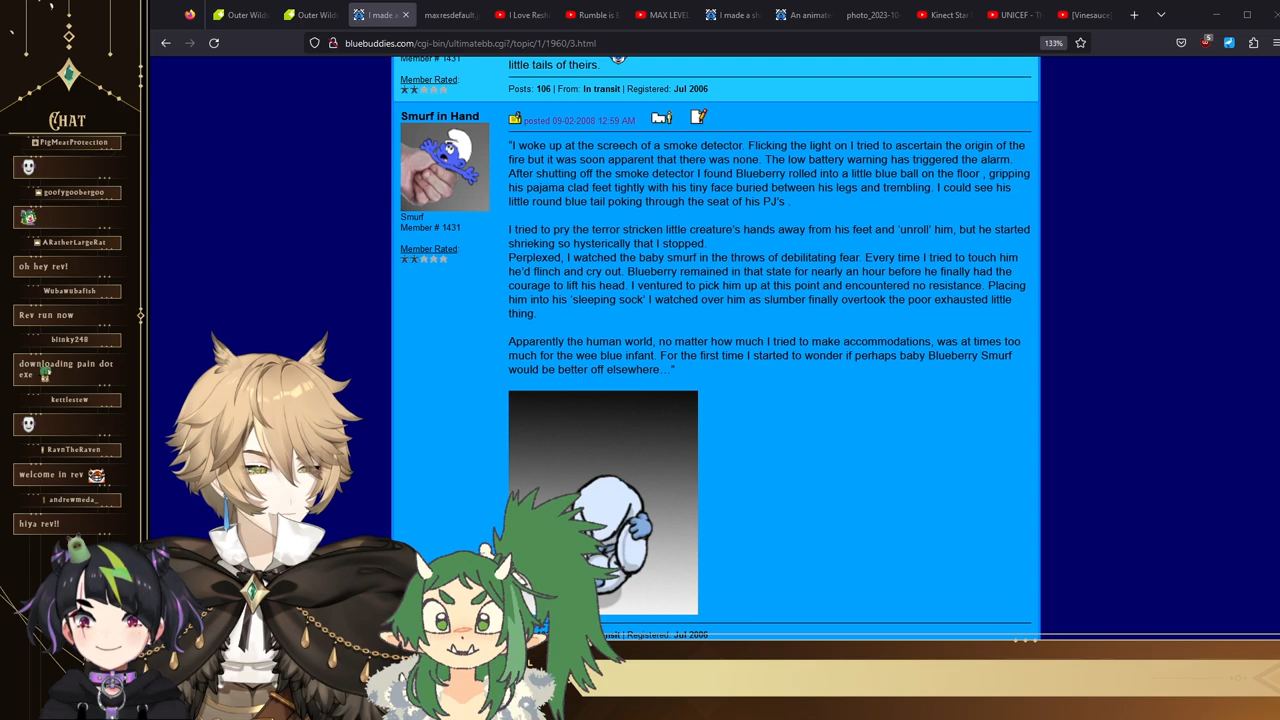 Outer Wilds
Outer Wild
I made a
maxresdefault.j
I Love Resh
Rumble is B
MAX LEVEL
I made a s
An animate
photo_2023-10
Kinect Star
UNICEF - T
[Vinesauce]
bluebuddies.com/cgi-bin/ultimatebb.cgi?/topic/1/1960/3.html
133%
5
CHAT
PigMeatProtection
goofygoobergoo
ARatherLargeRat
oh hey rev!
Wubawubafish
Rev run now
blinky248
downloading pain dot
exe
kettlestew
RavnTheRaven
welcome in rev
andrewmeda_
hiya rev!!
Member # 1431
Member Rated:
little tails of theirs.
Posts: 106 | From: In transit | Registered: Jul 2006
Smurf in Hand
Smurf
Member # 1431
Member Rated:
posted 09-02-2008 12:59 AM
"I woke up at the screech of a smoke detector. Flicking the light on I tried to ascertain the origin of the
fire but it was soon apparent that there was none. The low battery warning has triggered the alarm.
After shutting off the smoke detector I found Blueberry rolled into a little blue ball on the floor , gripping
his pajama clad feet tightly with his tiny face buried between his legs and trembling. I could see his
little round blue tail poking through the seat of his PJ's .
I tried to pry the terror stricken little creature's hands away from his feet and 'unroll' him, but he started
shrieking so hysterically that I stopped.
Perplexed, I watched the baby smurf in the throws of debilitating fear. Every time I tried to touch him
he'd flinch and cry out. Blueberry remained in that state for nearly an hour before he finally had the
courage to lift his head. I ventured to pick him up at this point and encountered no resistance. Placing
him into his 'sleeping sock' I watched over him as slumber finally overtook the poor exhausted little
thing.
Apparently the human world, no matter how much I tried to make accommodations, was at times too
much for the wee blue infant. For the first time I started to wonder if perhaps baby Blueberry Smurf
would be better off elsewhere…"
nsit | Registered: Jul 2006